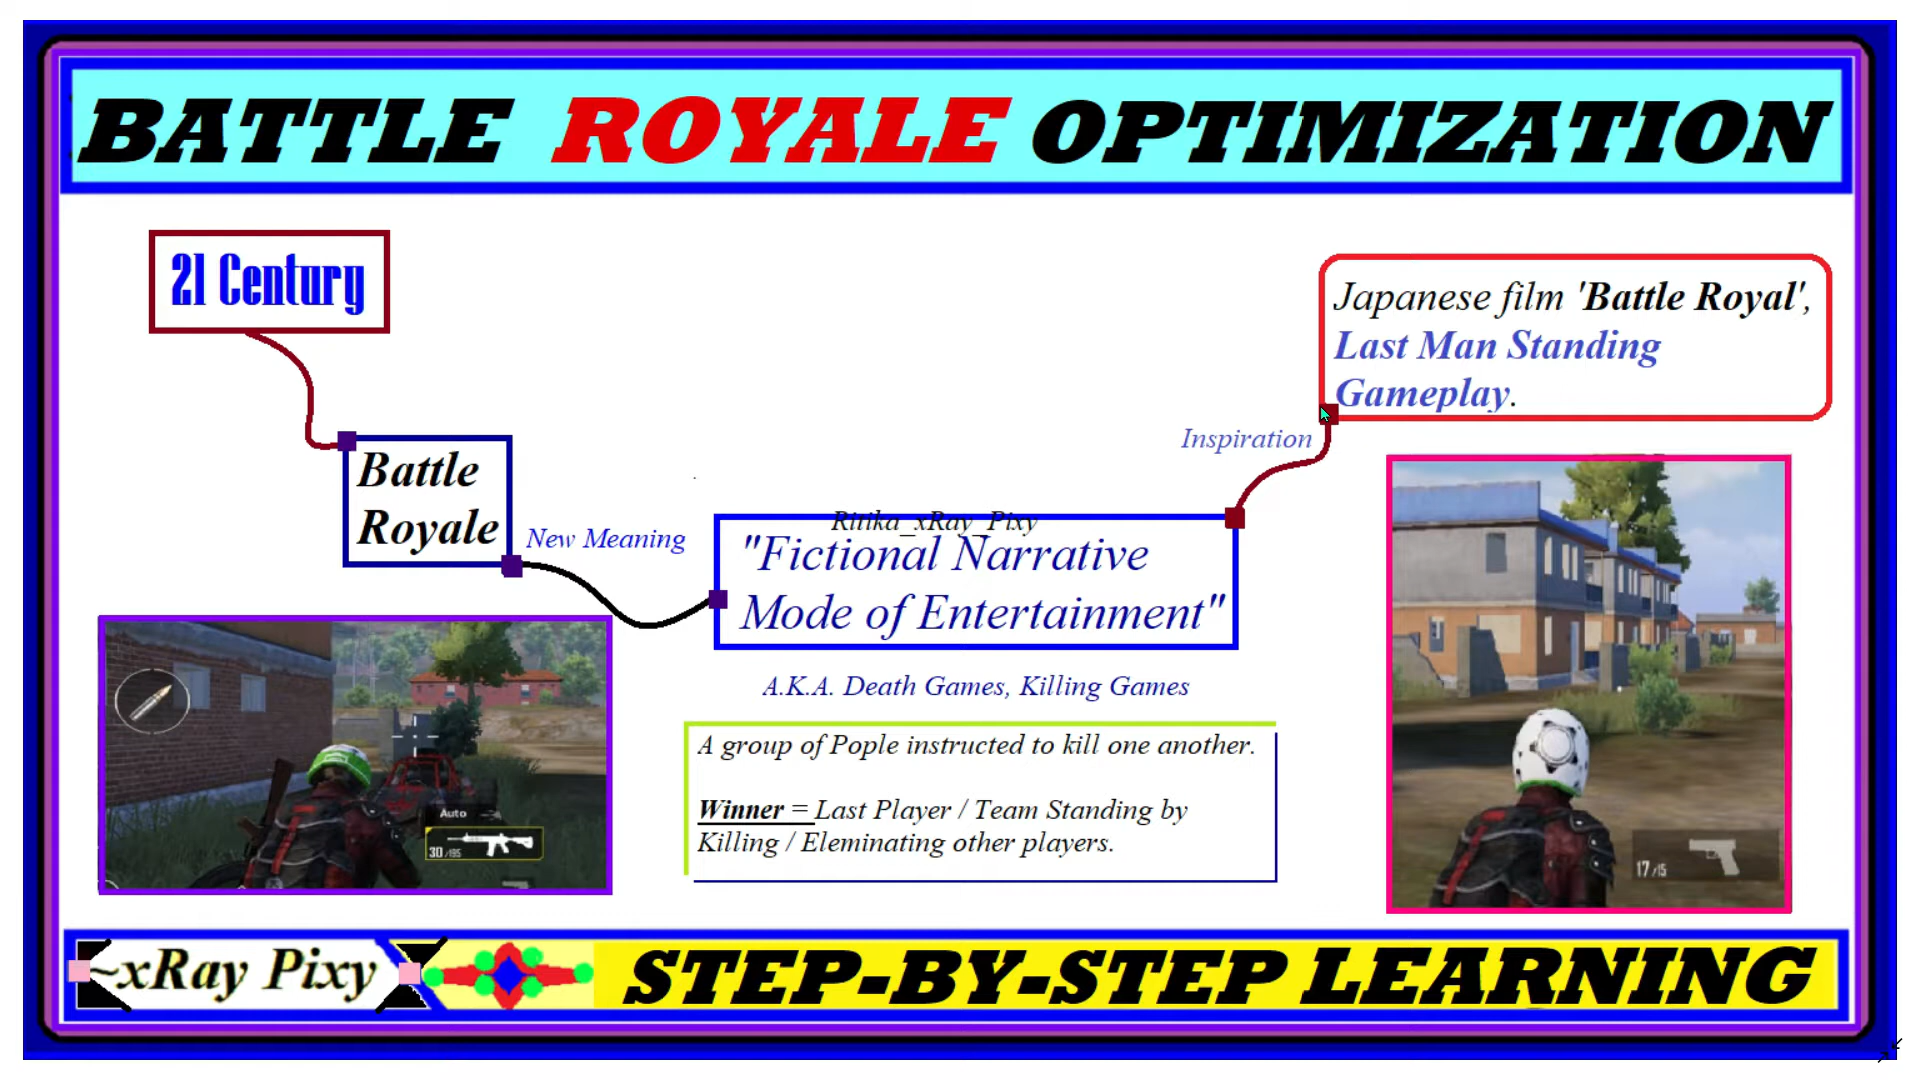 BATTLE ROYALE OPTIMIZATION
21 Century
Japanese film 'Battle Royal',
Last Man Standing
Gameplay.
Inspiration
Battle
Royale
New Meaning
Ritika_xRay_Pixy
"Fictional Narrative
Mode of Entertainment"
A.K.A. Death Games, Killing Games
A group of Pople instructed to kill one another.
Winner = Last Player / Team Standing by
Killing / Eleminating other players.
Auto
30/195
17/15
~xRay Pixy
STEP-BY-STEP LEARNING